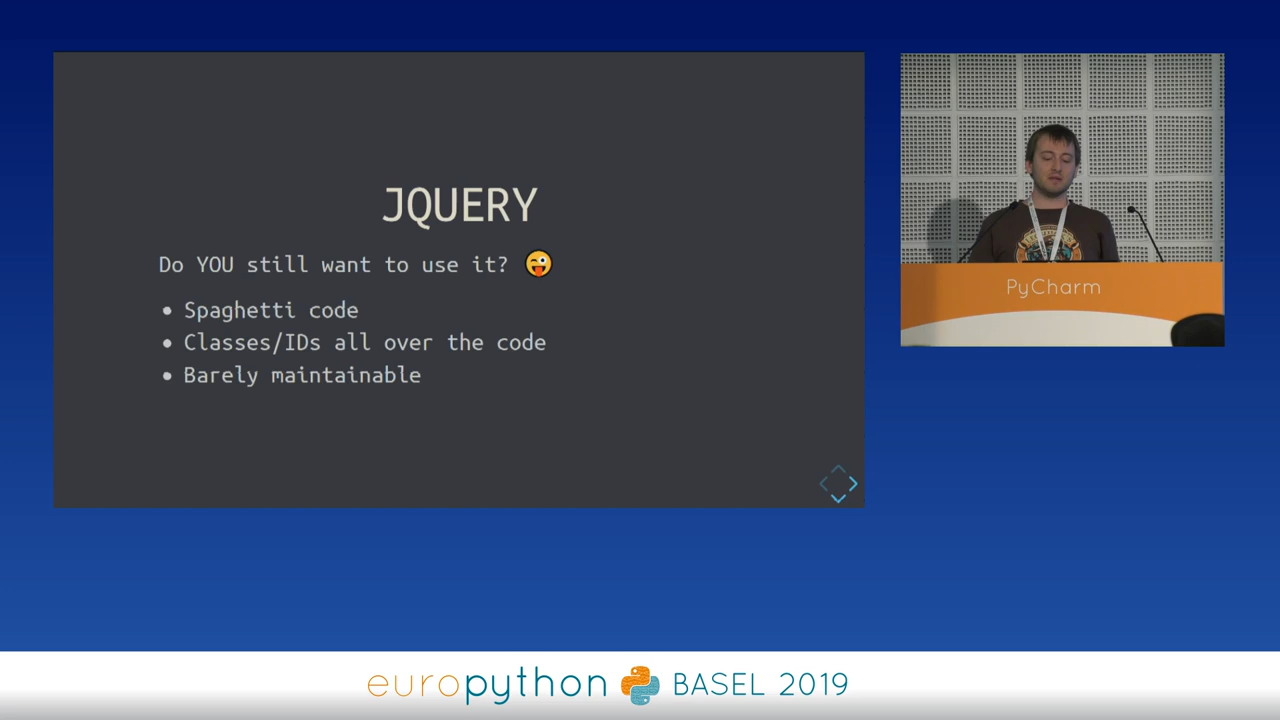 JQUERY
Do YOU still want to use it? 😜
Spaghetti code
Classes/IDs all over the code
Barely maintainable
PyCharm
europython BASEL 2019